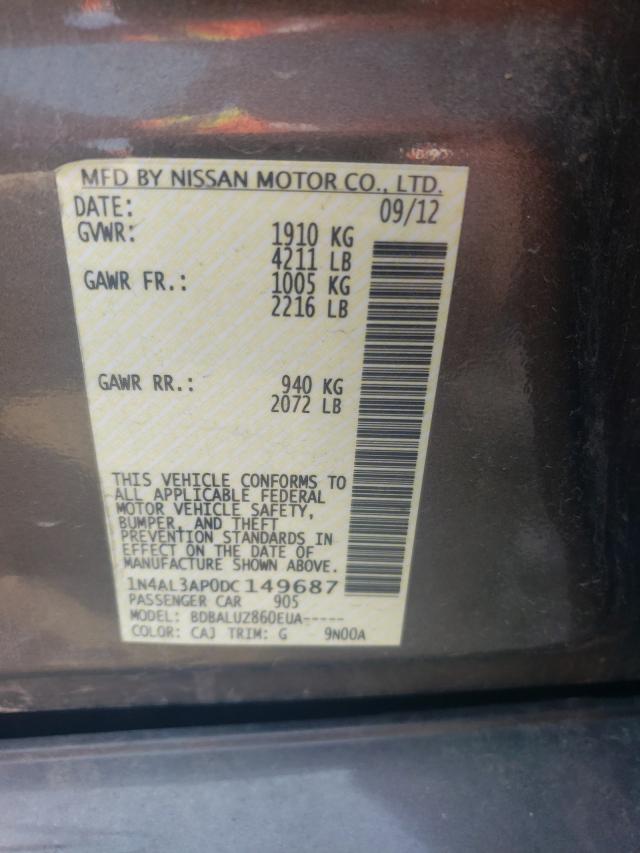 MFD BY NISSAN MOTOR CO., LTD.
DATE: 09/12
GVWR: 1910 KG
4211 LB
GAWR FR.: 1005 KG
2216 LB
GAWR RR.: 940 KG
2072 LB
THIS VEHICLE CONFORMS TO
ALL APPLICABLE FEDERAL
MOTOR VEHICLE SAFETY,
BUMPER, AND THEFT
PREVENTION STANDARDS IN
EFFECT ON THE DATE OF
MANUFACTURE SHOWN ABOVE.
1N4AL3AP0DC149687
PASSENGER CAR 905
MODEL: BDBALUZ860EUA-----
COLOR: CAJ TRIM: G 9N00A